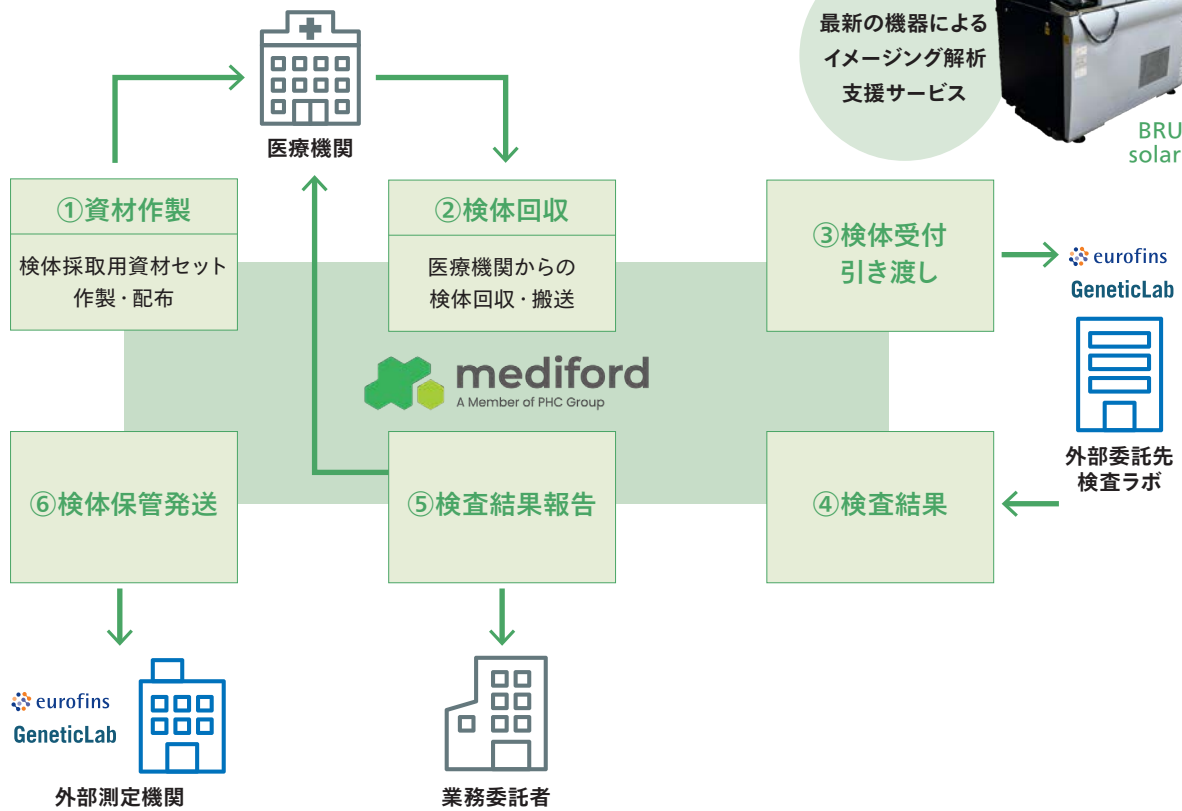 最新の機器による
イメージング解析
支援サービス
BRU
solar
医療機関
①資材作製
検体採取用資材セット
作製・配布
②検体回収
医療機関からの
検体回収・搬送
③検体受付
引き渡し
eurofins
GeneticLab
mediford
A Member of PHC Group
外部委託先
検査ラボ
⑥検体保管発送
⑤検査結果報告
④検査結果
eurofins
GeneticLab
外部測定機関
業務委託者